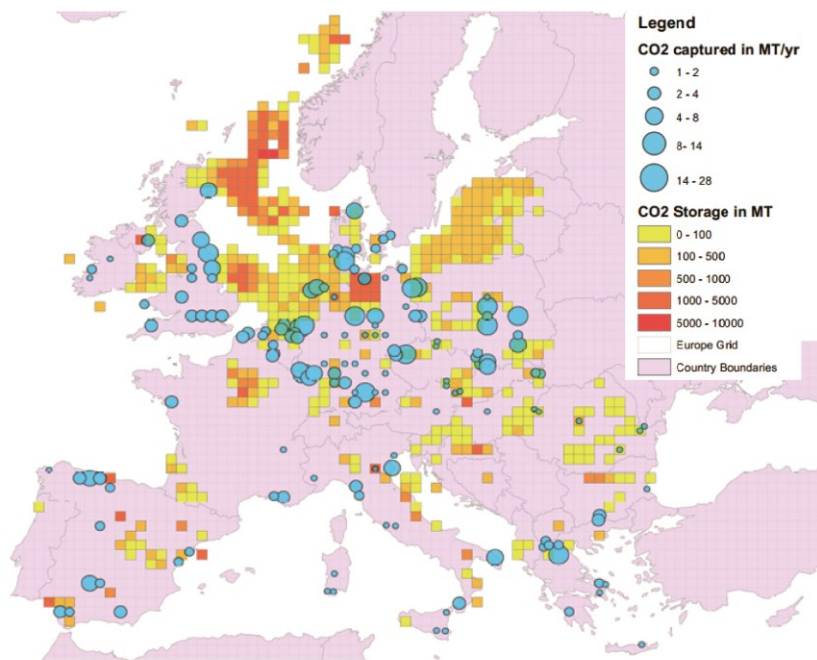 Legend
CO2 captured in MT/yr
1 - 2
2 - 4
4 - 8
8 - 14
14 - 28
CO2 Storage in MT
0 - 100
100 - 500
500 - 1000
1000 - 5000
5000 - 10000
Europe Grid
Country Boundaries